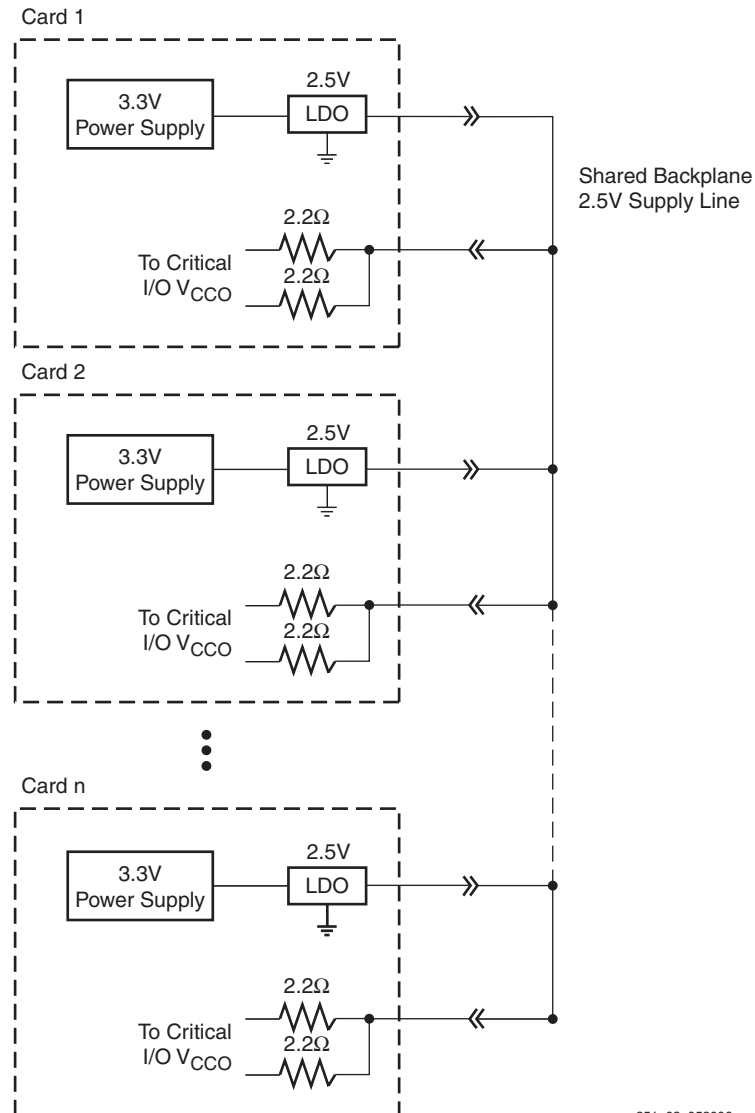 Card 1
2.5V
3.3V
Power Supply
LDO
Shared Backplane
2.5V Supply Line
2.2Ω
To Critical
I/O VCCO
2.2Ω
Card 2
2.5V
3.3V
Power Supply
LDO
2.2Ω
To Critical
I/O VCCO
2.2Ω
Card n
2.5V
3.3V
Power Supply
LDO
2.2Ω
To Critical
I/O VCCO
2.2Ω